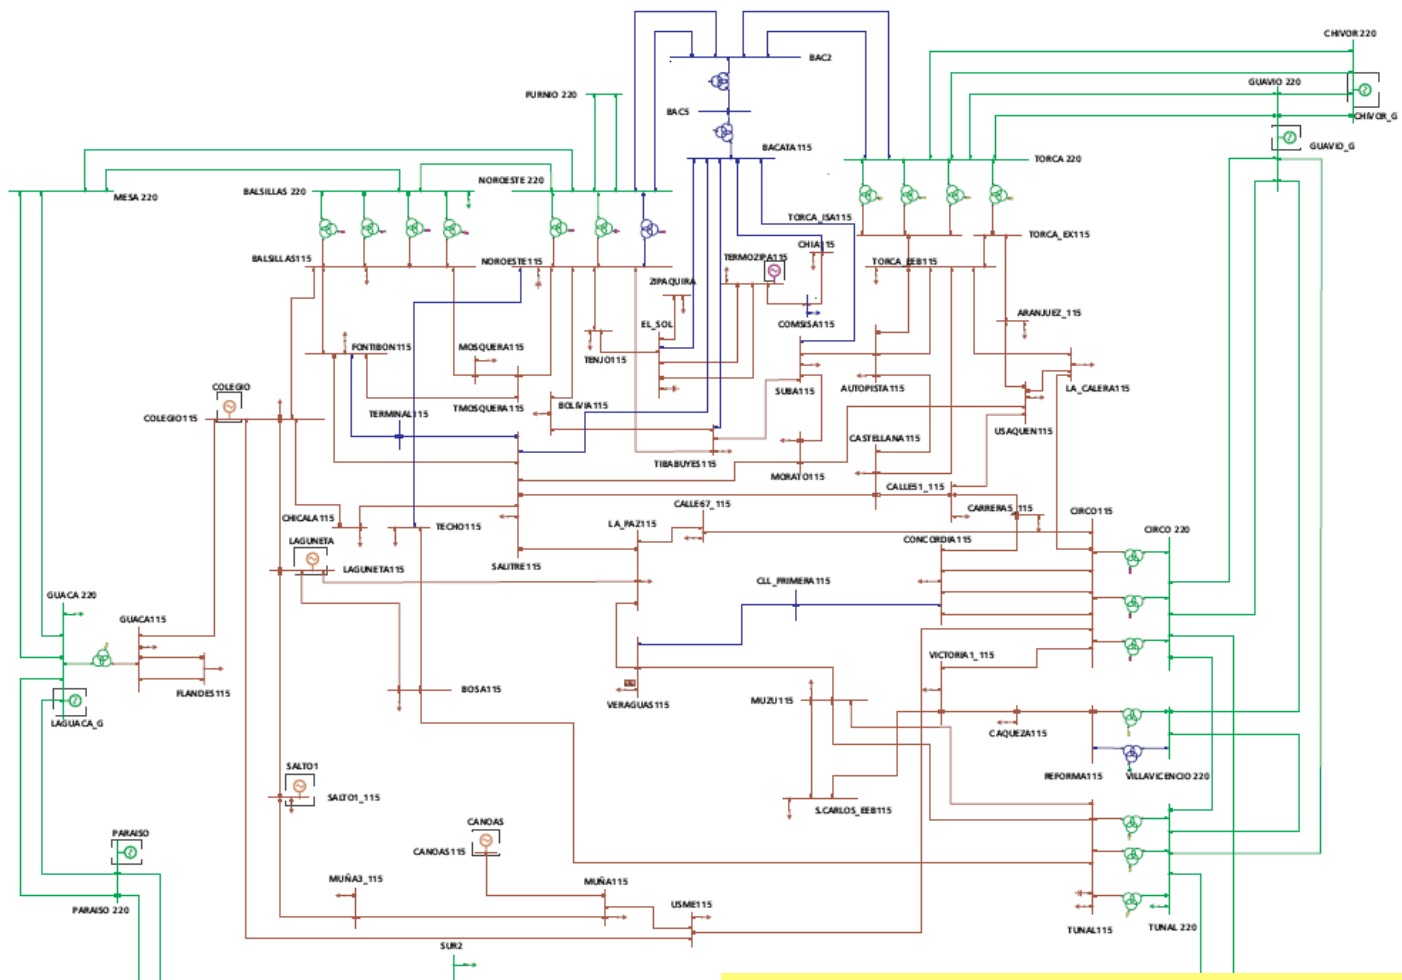 CHIVOR 220
BAC2
GUAVIO 220
PURNIO 220
BAC5
CHIVOR_G
GUAVIO_G
BACATA115
TORCA 220
NOROESTE 220
MESA 220
BALSILLAS 220
TORCA_ISA115
TORCA_EX115
CHIA115
BALSILLAS115
NOROESTE115
TERMOZIPA115
TORCA_EEB115
ZIPAQUIRA
COMSISA115
ARANJUEZ_115
EL_SOL
FONTIBON115
MOSQUERA115
TENJO115
COLEGIO
SUBA115
AUTOPISTA115
LA_CALERA115
TMOSQUERA115
BOLIVIA115
COLEGIO115
TERMINAL115
USAQUEN115
CASTELLANA115
TIBABUYES115
MORATO115
CALLE51_115
CALLE67_115
CARRERA5_115
CIRCO115
CHICALA115
TECHO115
LA_PAZ115
CIRCO 220
LAGUNETA
CONCORDIA115
LAGUNETA115
SALITRE115
CLL_PRIMERA115
GUACA 220
GUACA115
VICTORIA1_115
FLANDES115
BOSA115
VERAGUAS115
MUZU115
LAGUACA_G
CAQUEZA115
SALTO1
REFORMA115
VILLAVICENCIO 220
SALTO1_115
S.CARLOS_EEB115
CANOAS
PARAISO
CANOAS115
MUÑA3_115
MUÑA115
PARAISO 220
USME115
TUNAL115
TUNAL 220
SUR2